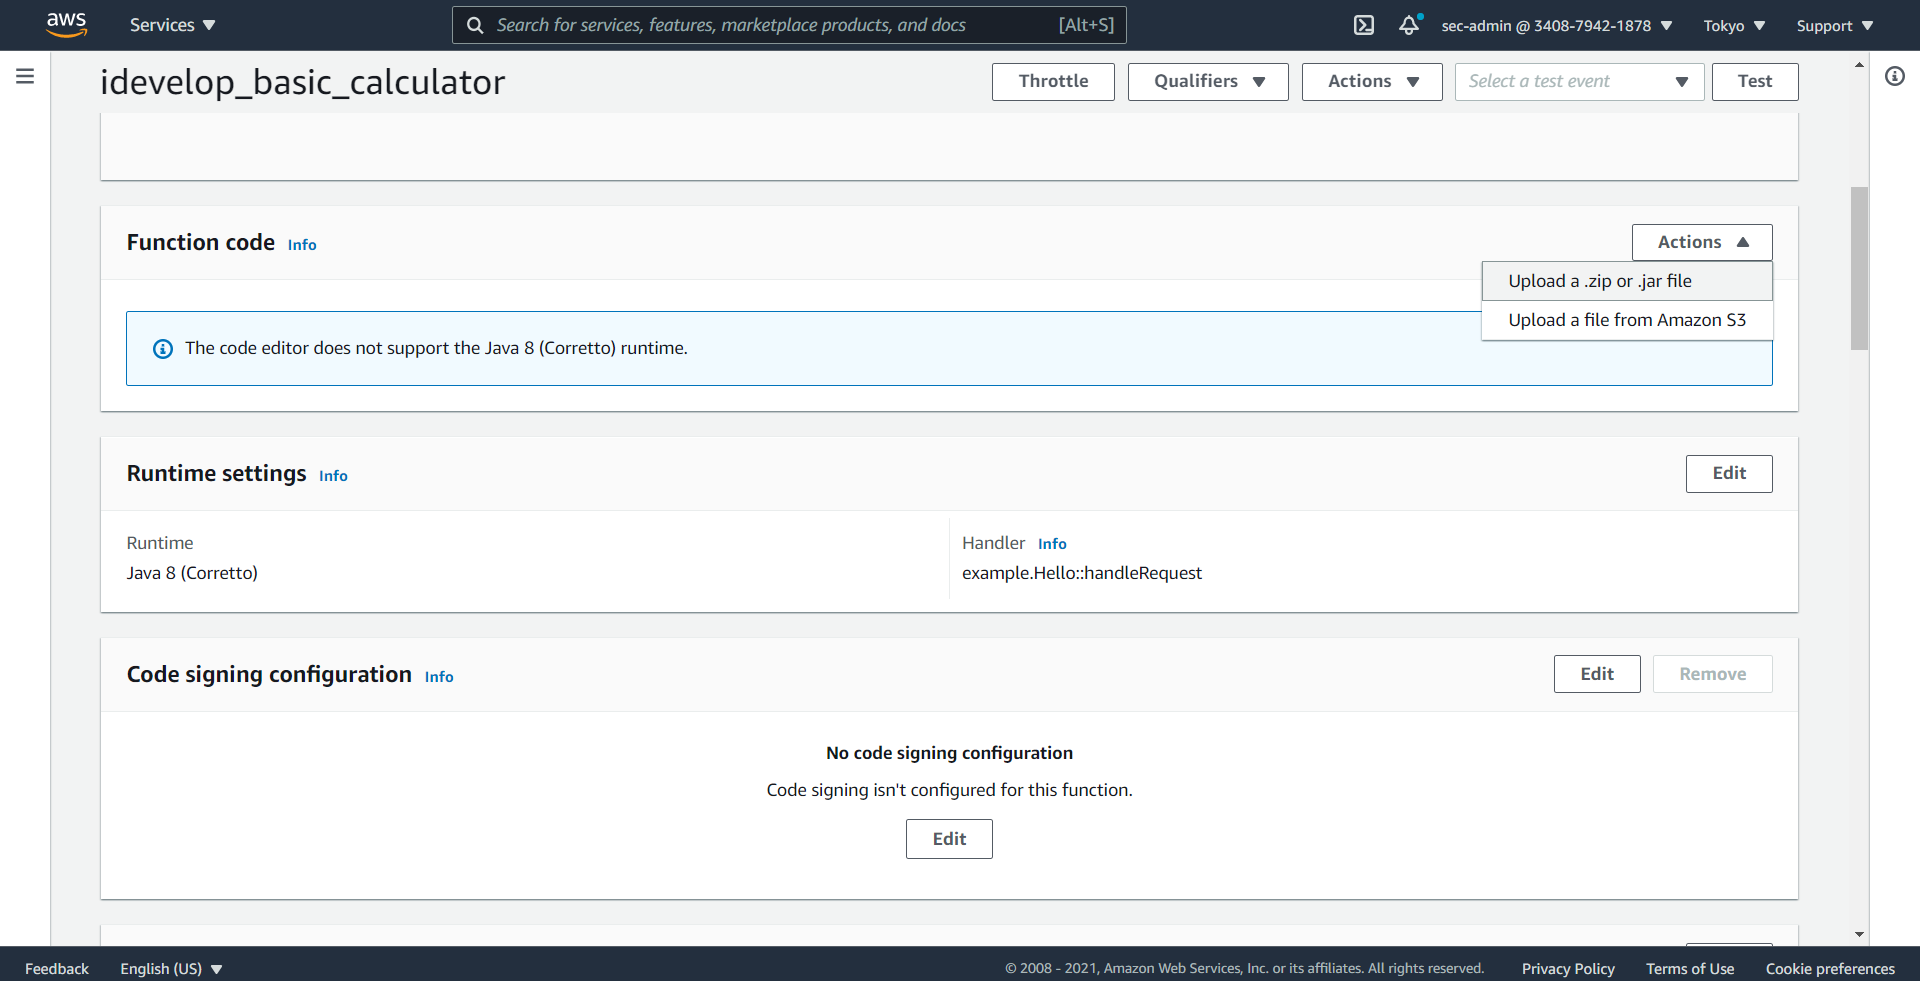 aws
Services
Search for services, features, marketplace products, and docs
[Alt+S]
sec-admin @ 3408-7942-1878
Tokyo
Support
idevelop_basic_calculator
Throttle
Qualifiers
Actions
Select a test event
Test
Function code Info
Actions
Upload a .zip or .jar file
Upload a file from Amazon S3
The code editor does not support the Java 8 (Corretto) runtime.
Runtime settings Info
Edit
Runtime
Java 8 (Corretto)
Handler Info
example.Hello::handleRequest
Code signing configuration Info
Edit
Remove
No code signing configuration
Code signing isn't configured for this function.
Edit
Feedback
English (US)
© 2008 - 2021, Amazon Web Services, Inc. or its affiliates. All rights reserved.
Privacy Policy
Terms of Use
Cookie preferences